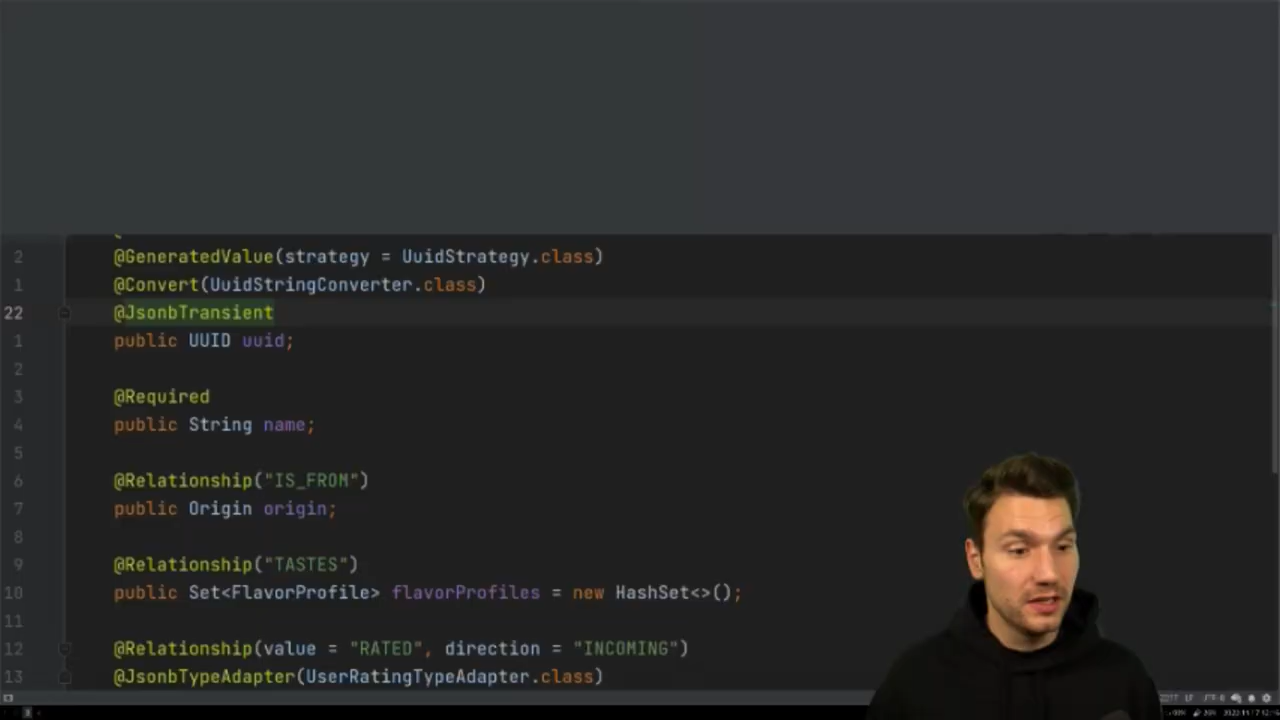 2 @GeneratedValue(strategy = UuidStrategy.class)
1 @Convert(UuidStringConverter.class)
22 @JsonbTransient
1 public UUID uuid;
2
3 @Required
4 public String name;
5
6 @Relationship("IS_FROM")
7 public Origin origin;
8
9 @Relationship("TASTES")
10 public Set<FlavorProfile> flavorProfiles = new HashSet<>();
11
12 @Relationship(value = "RATED", direction = "INCOMING")
13 @JsonbTypeAdapter(UserRatingTypeAdapter.class)